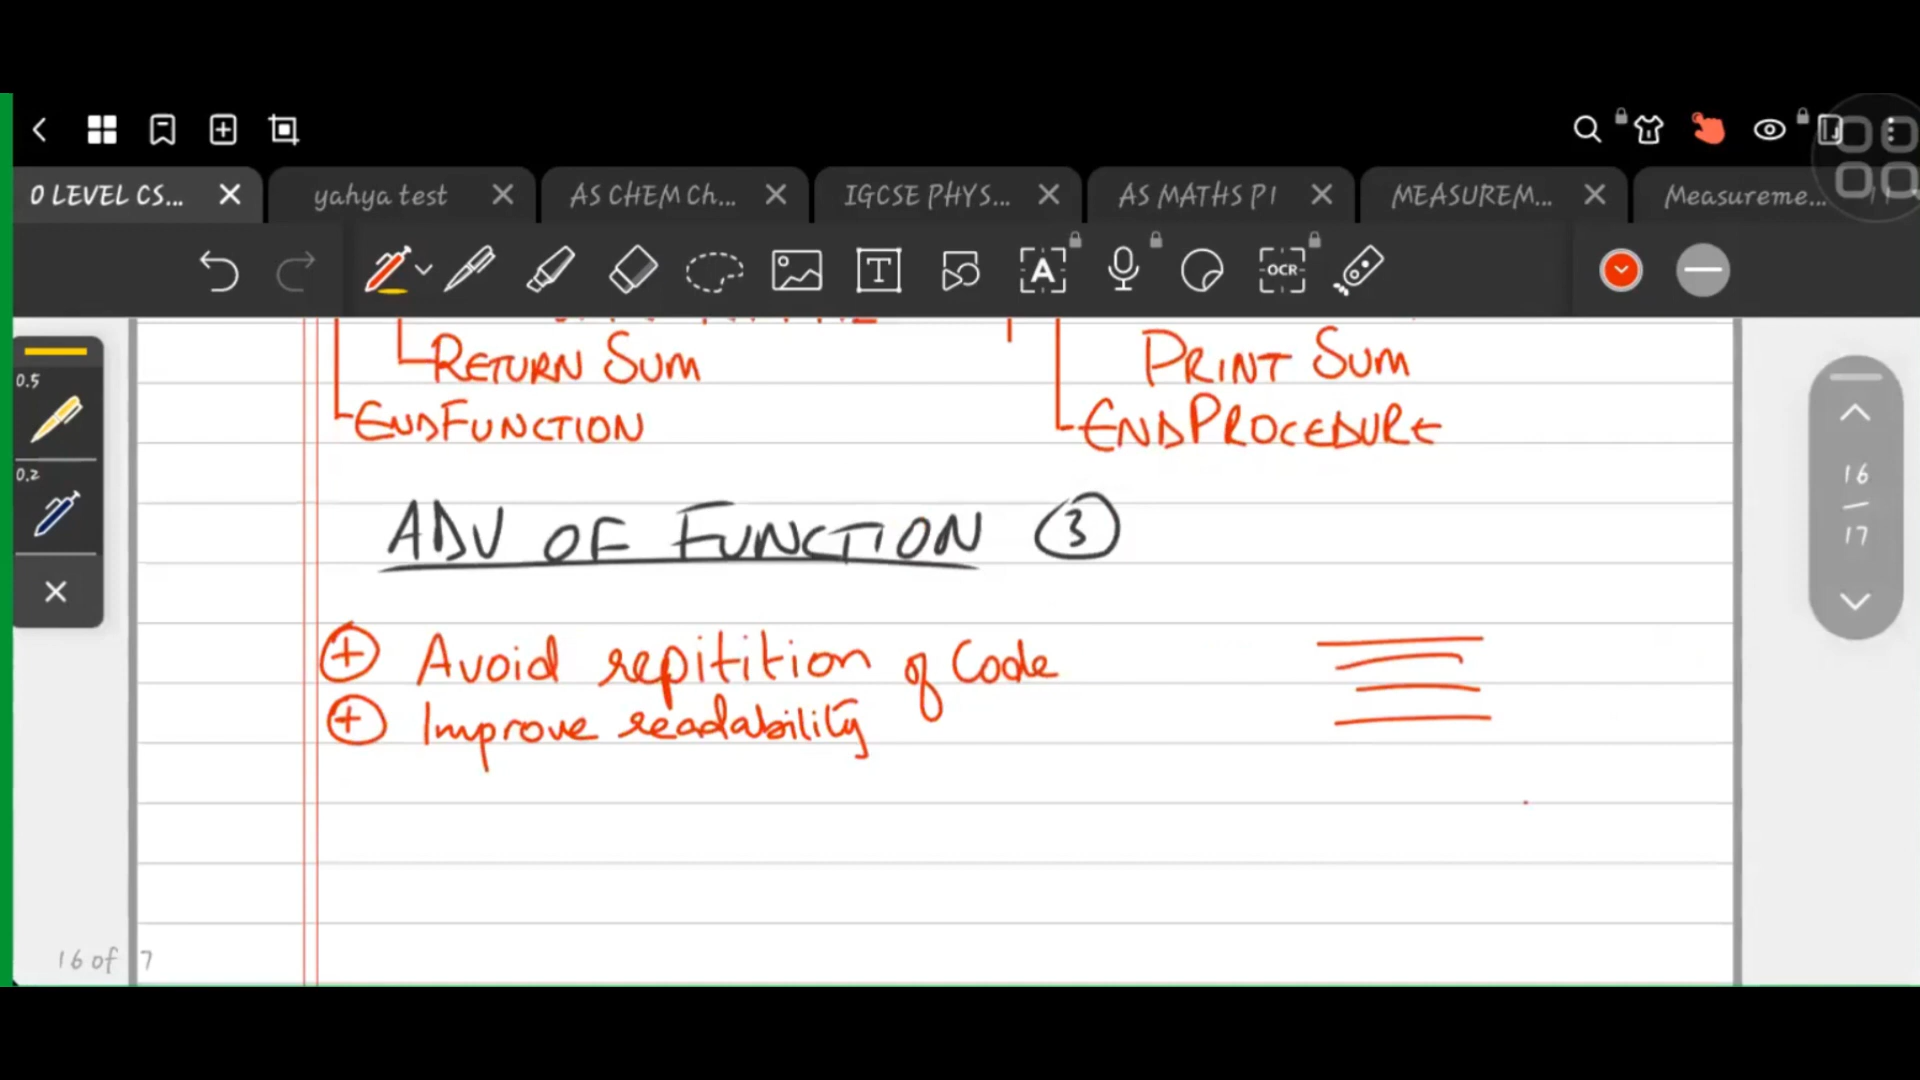 O LEVEL CS... yahya test AS CHEM Ch... IGCSE PHYS... AS MATHS P1 MEASUREM... Measureme...
T A OCR
RETURN SUM PRINT SUM
0.5
ENDFUNCTION ENDPROCEDURE
16
0.2
17
ADV OF FUNCTION 3
+ Avoid repitition of Code
+ Improve readability
16 of 7